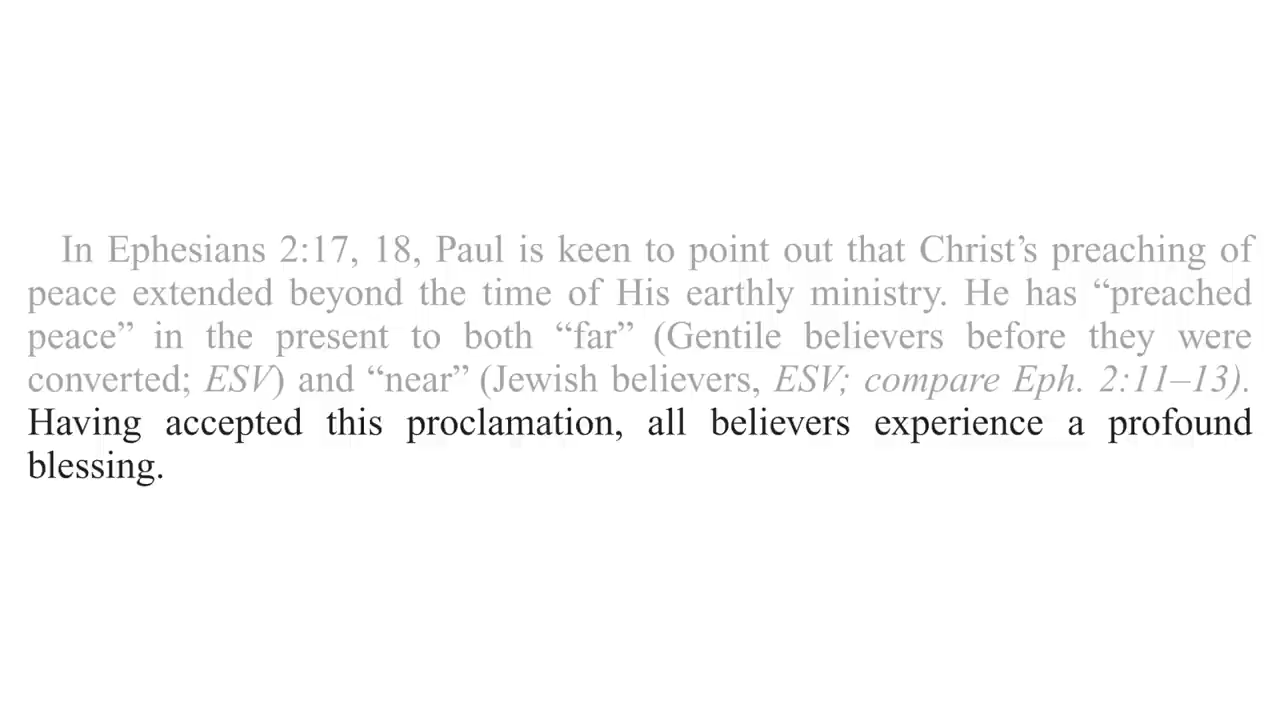 In Ephesians 2:17, 18, Paul is keen to point out that Christ’s preaching of
peace extended beyond the time of His earthly ministry. He has “preached
peace” in the present to both “far” (Gentile believers before they were
converted; ESV) and “near” (Jewish believers, ESV; compare Eph. 2:11–13).
Having accepted this proclamation, all believers experience a profound
blessing.